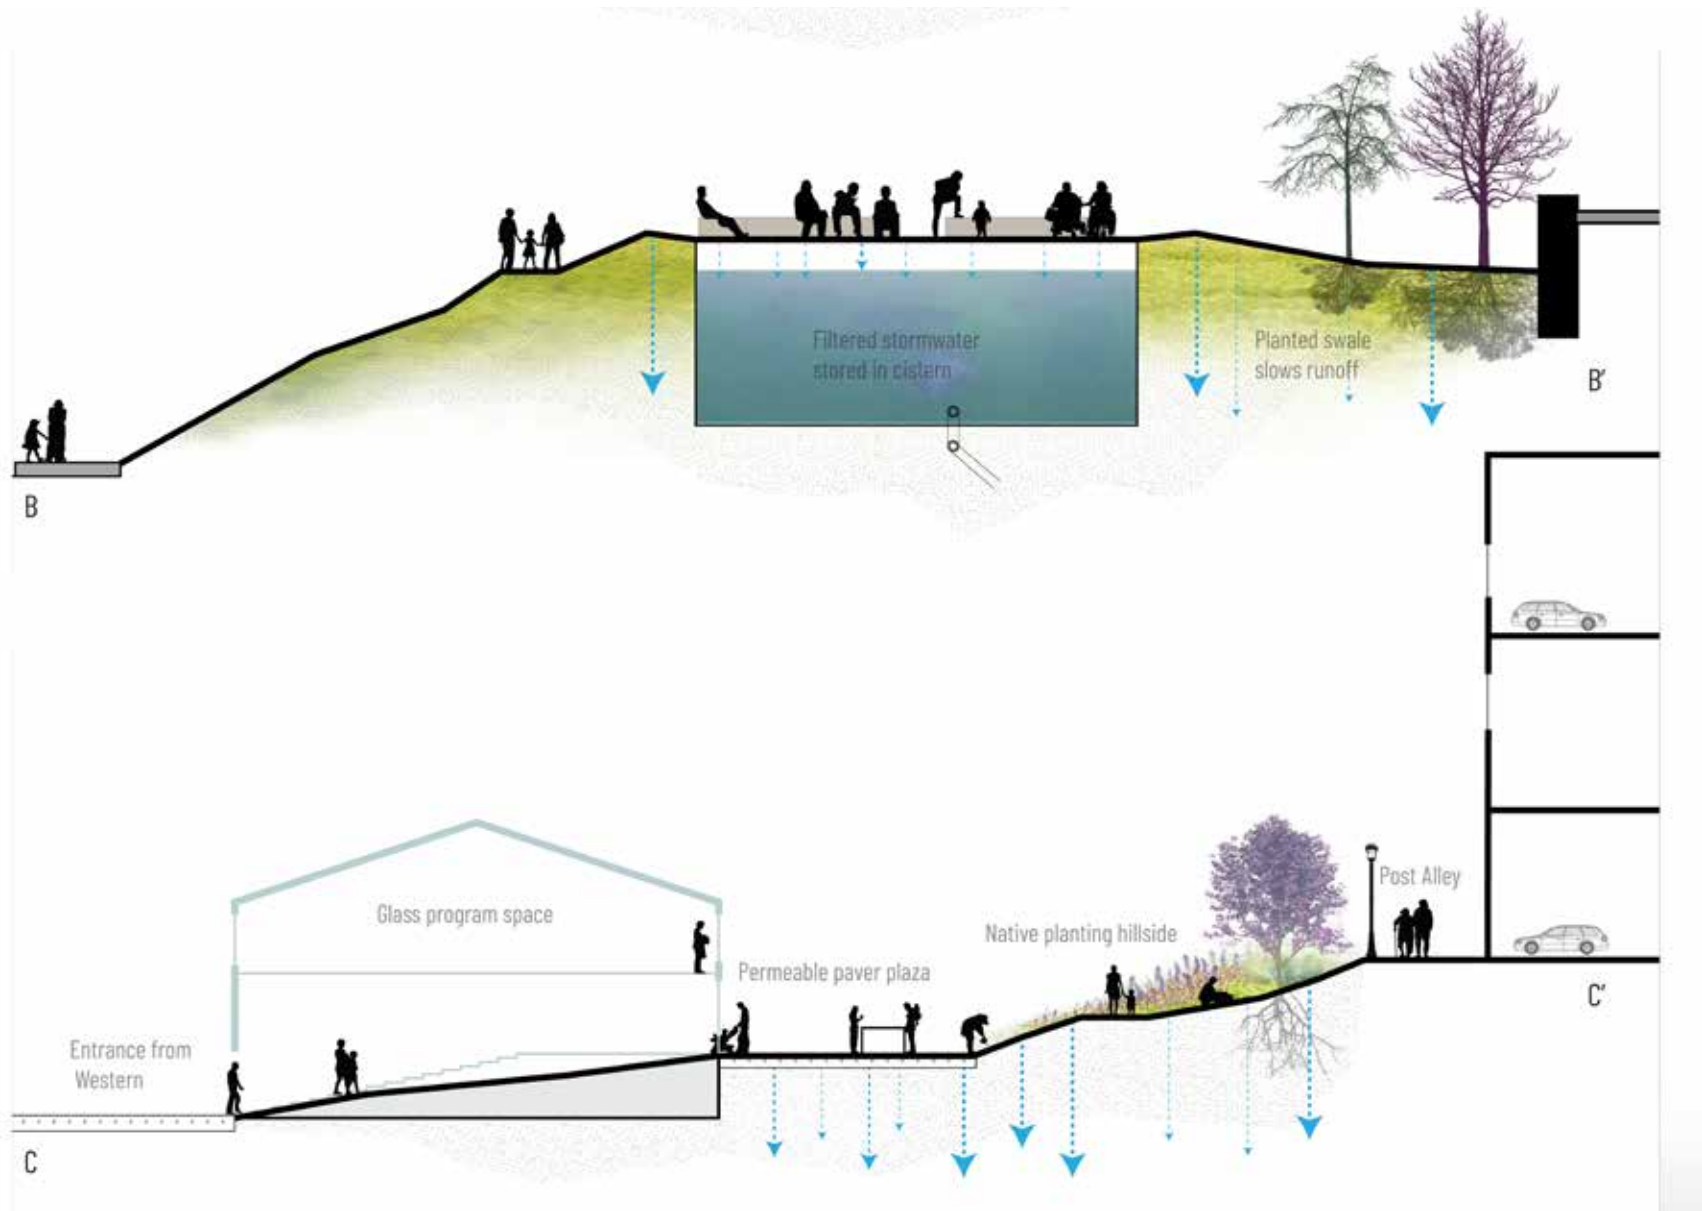 Filtered stormwater
stored in cistern
Planted swale
slows runoff
B'
B
Post Alley
Glass program space
Native planting hillside
Permeable paver plaza
C'
Entrance from
Western
C